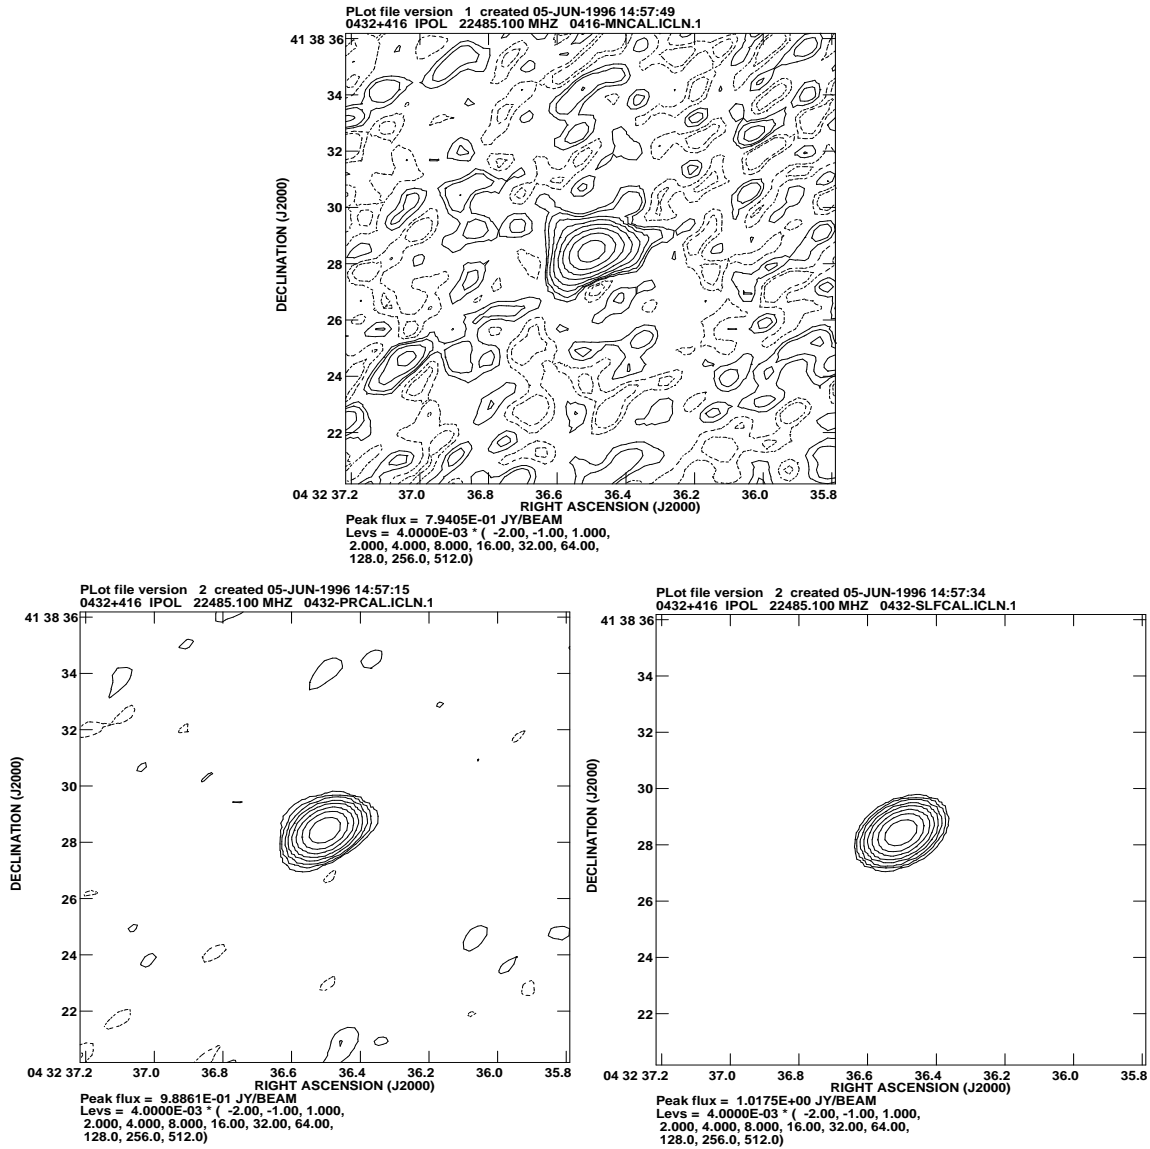 PLot file version 1 created 05-JUN-1996 14:57:49
0432+416 IPOL 22485.100 MHZ 0416-MNCAL.ICLN.1
41 38 36
34
32
30
28
26
24
22
DECLINATION (J2000)
04 32 37.2 37.0 36.8 36.6 36.4 36.2 36.0 35.8
RIGHT ASCENSION (J2000)
Peak flux = 7.9405E-01 JY/BEAM
Levs = 4.0000E-03 * ( -2.00, -1.00, 1.000,
2.000, 4.000, 8.000, 16.00, 32.00, 64.00,
128.0, 256.0, 512.0)
PLot file version 2 created 05-JUN-1996 14:57:15
0432+416 IPOL 22485.100 MHZ 0432-PRCAL.ICLN.1
41 38 36
34
32
30
28
26
24
22
DECLINATION (J2000)
04 32 37.2 37.0 36.8 36.6 36.4 36.2 36.0 35.8
RIGHT ASCENSION (J2000)
Peak flux = 9.8861E-01 JY/BEAM
Levs = 4.0000E-03 * ( -2.00, -1.00, 1.000,
2.000, 4.000, 8.000, 16.00, 32.00, 64.00,
128.0, 256.0, 512.0)
PLot file version 2 created 05-JUN-1996 14:57:34
0432+416 IPOL 22485.100 MHZ 0432-SLFCAL.ICLN.1
41 38 36
34
32
30
28
26
24
22
DECLINATION (J2000)
04 32 37.2 37.0 36.8 36.6 36.4 36.2 36.0 35.8
RIGHT ASCENSION (J2000)
Peak flux = 1.0175E+00 JY/BEAM
Levs = 4.0000E-03 * ( -2.00, -1.00, 1.000,
2.000, 4.000, 8.000, 16.00, 32.00, 64.00,
128.0, 256.0, 512.0)